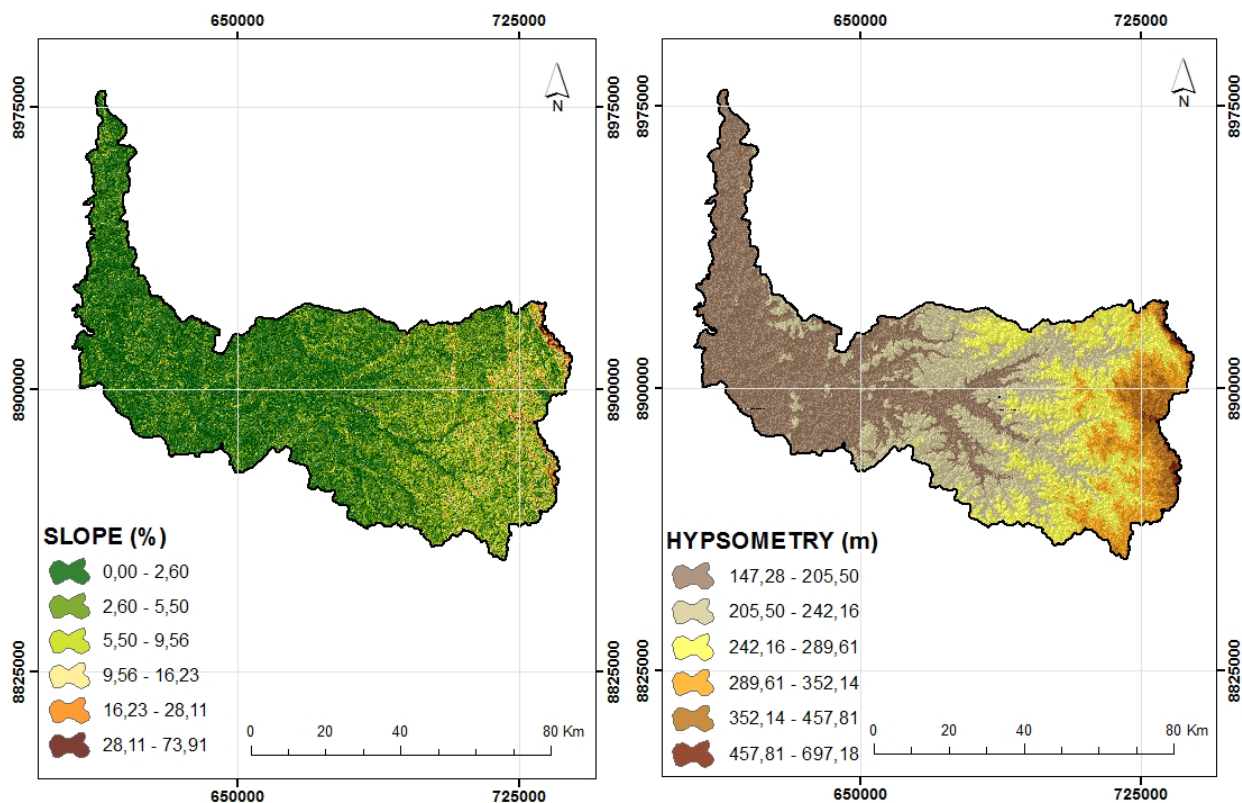 650000 725000
8975000 8975000
N
8900000 8900000
8825000 8825000
SLOPE (%)
0,00 - 2,60
2,60 - 5,50
5,50 - 9,56
9,56 - 16,23
16,23 - 28,11
28,11 - 73,91
0 20 40 80 Km
650000 725000
650000 725000
8975000 8975000
N
8900000 8900000
8825000 8825000
HYPSOMETRY (m)
147,28 - 205,50
205,50 - 242,16
242,16 - 289,61
289,61 - 352,14
352,14 - 457,81
457,81 - 697,18
0 20 40 80 Km
650000 725000